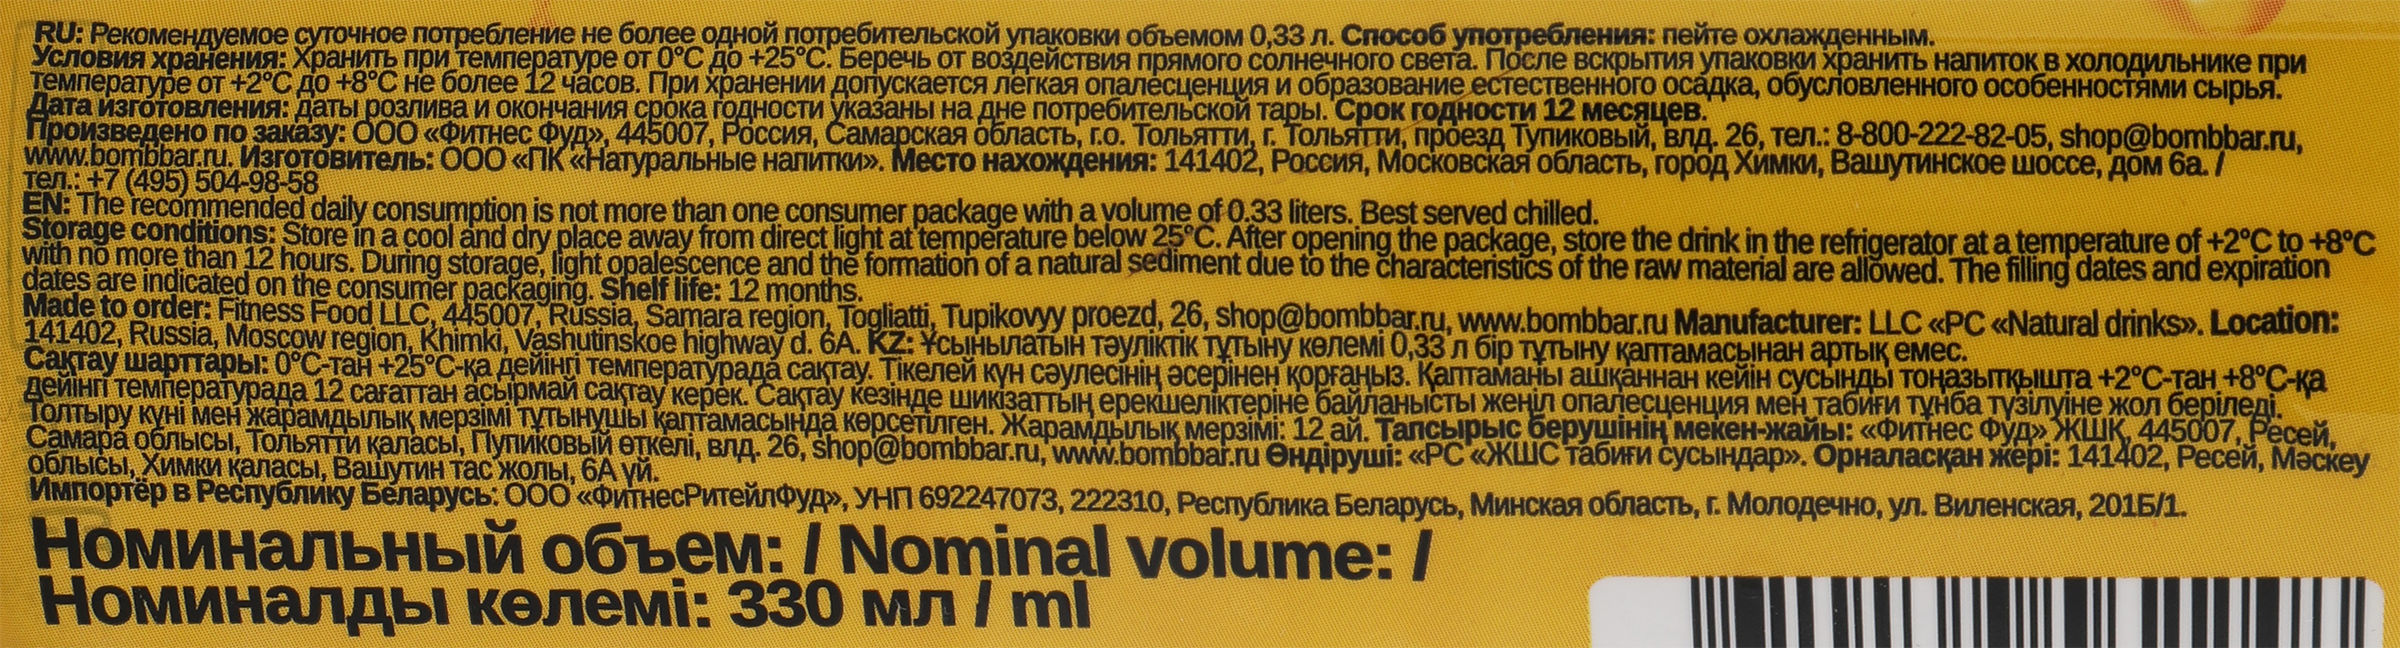 RU: Рекомендуемое суточное потребление не более одной потребительской упаковки объемом 0,33 л. Способ употребления: пейте охлажденным.
Условия хранения: Хранить при температуре от 0°С до +25°С. Беречь от воздействия прямого солнечного света. После вскрытия упаковки хранить напиток в холодильнике при
температуре от +2°С до +8°С не более 12 часов. При хранении допускается легкая опалесценция и образование естественного осадка, обусловленного особенностями сырья.
Дата изготовления: даты розлива и окончания срока годности указаны на дне потребительской тары. Срок годности 12 месяцев.
Произведено по заказу: ООО «Фитнес Фуд», 445007, Россия, Самарская область, г.о. Тольятти, г. Тольятти, проезд Тупиковый, влд. 26, тел.: 8-800-222-82-05, shop@bombbar.ru,
www.bombbar.ru. Изготовитель: ООО «ПК «Натуральные напитки». Место нахождения: 141402, Россия, Московская область, город Химки, Вашутинское шоссе, дом 6а. /
тел.: +7 (495) 504-98-58
EN: The recommended daily consumption is not more than one consumer package with a volume of 0.33 liters. Best served chilled.
Storage conditions: Store in a cool and dry place away from direct light at temperature below 25°C. After opening the package, store the drink in the refrigerator at a temperature of +2°C to +8°C
with no more than 12 hours. During storage, light opalescence and the formation of a natural sediment due to the characteristics of the raw material are allowed. The filling dates and expiration
dates are indicated on the consumer packaging. Shelf life: 12 months.
Made to order: Fitness Food LLC, 445007, Russia, Samara region, Togliatti, Tupikovyy proezd, 26, shop@bombbar.ru, www.bombbar.ru Manufacturer: LLC «PC «Natural drinks». Location:
141402, Russia, Moscow region, Khimki, Vashutinskoe highway d. 6A. KZ: Ұсынылатын тәуліктік тұтыну көлемі 0,33 л бір тұтыну қаптамасынан артық емес.
Сақтау шарттары: 0°С-тан +25°С-қа дейінгі температурада сақтау. Тікелей күн сәулесінің әсерінен қорғаңыз. Қаптаманы ашқаннан кейін сусынды тоңазытқышта +2°С-тан +8°С-қа
дейінгі температурада 12 сағаттан асырмай сақтау керек. Сақтау кезінде шикізаттың ерекшеліктеріне байланысты жеңіл опалесценция мен табиғи тұнба түзілуіне жол беріледі.
Толтыру күні мен жарамдылық мерзімі тұтынушы қаптамасында көрсетілген. Жарамдылық мерзімі: 12 ай. Тапсырыс берушінің мекен-жайы: «Фитнес Фуд» ЖШҚ, 445007, Ресей,
Самара облысы, Тольятти қаласы, Пупиковый өткелі, влд. 26, shop@bombbar.ru, www.bombbar.ru Өндіруші: «РС «ЖШС табиғи сусындар». Орналасқан жері: 141402, Ресей, Мәскеу
облысы, Химки қаласы, Вашутин тас жолы, 6А үй.
Импортёр в Республику Беларусь: ООО «ФитнесРитейлФуд», УНП 692247073, 222310, Республика Беларусь, Минская область, г. Молодечно, ул. Виленская, 201Б/1.
Номинальный объем: / Nominal volume: /
Номиналды көлемі: 330 мл / ml